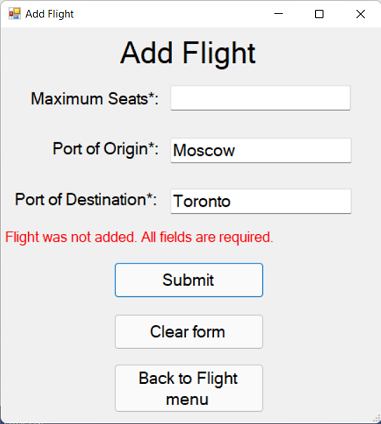 Add Flight
Add Flight
Maximum Seats*:
Port of Origin*: Moscow
Port of Destination*: Toronto
Flight was not added. All fields are required.
Submit
Clear form
Back to Flight
menu